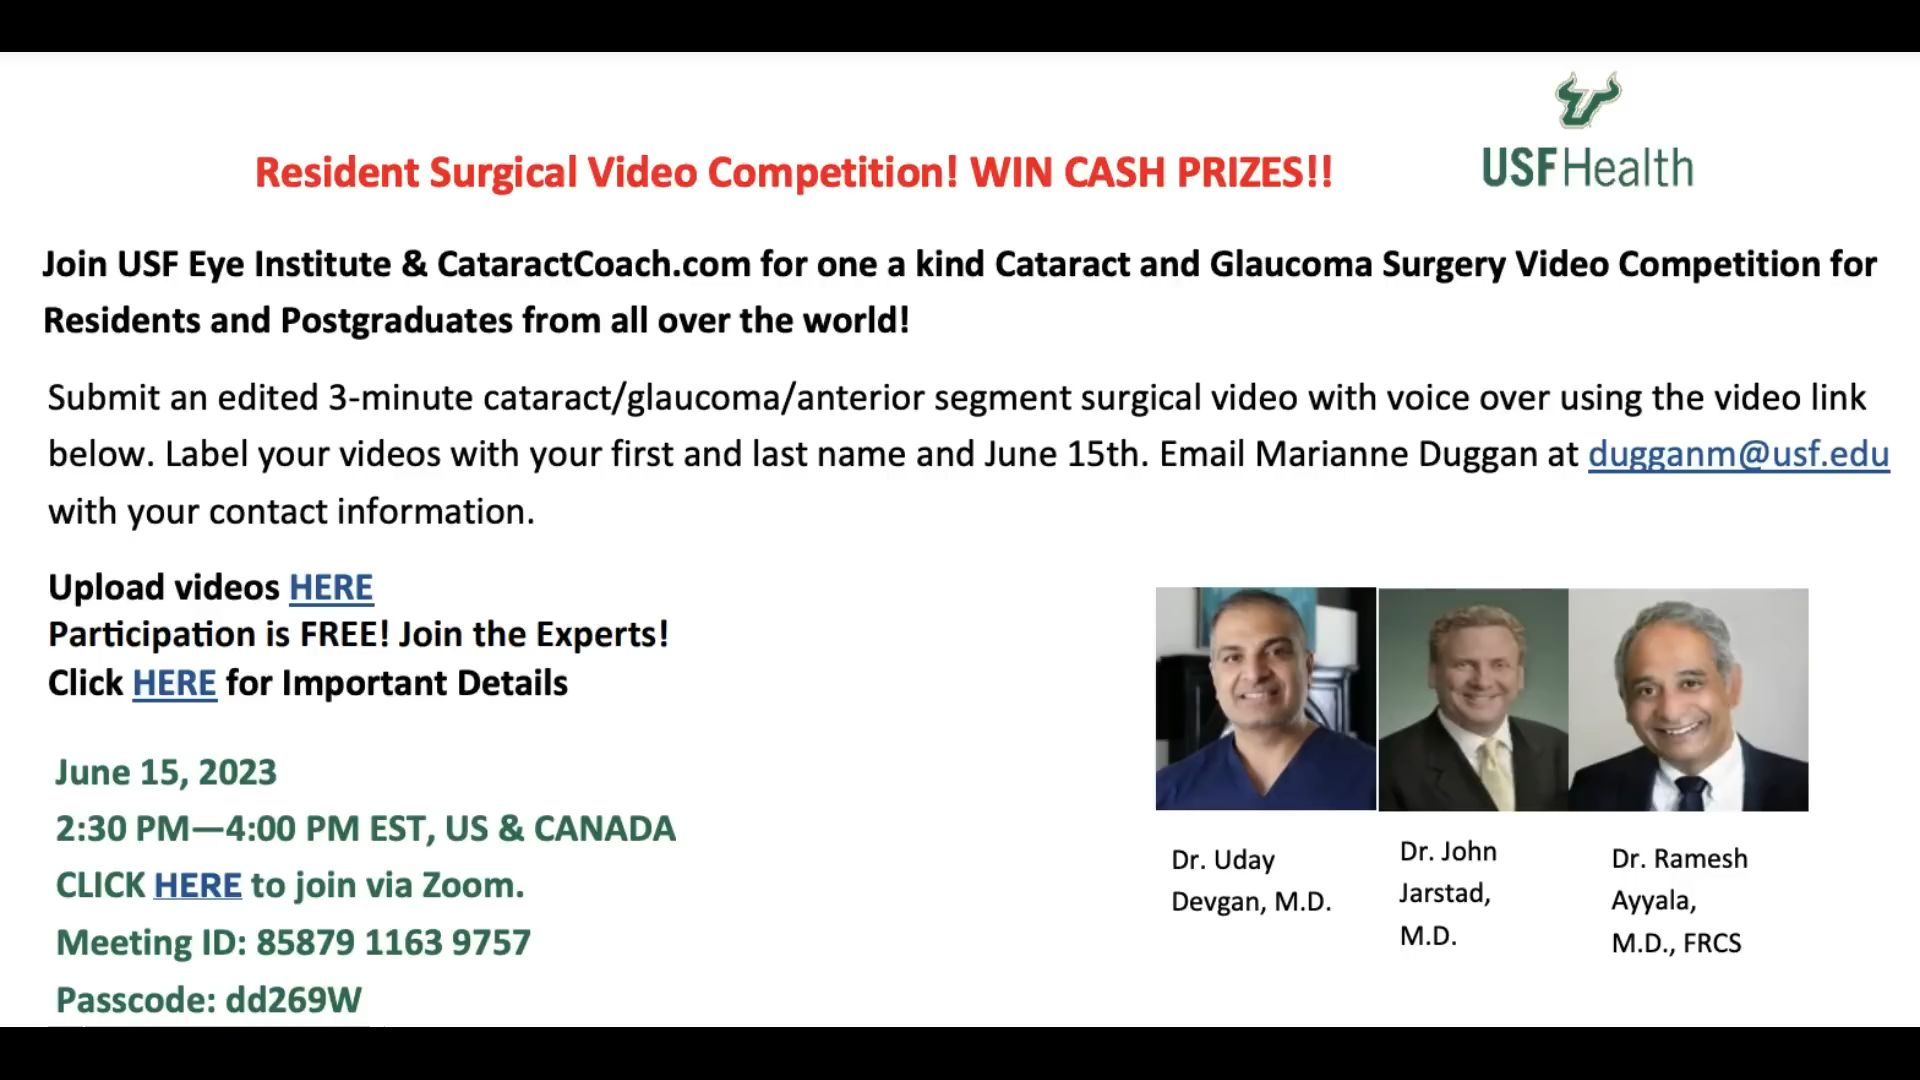 USF Health
Resident Surgical Video Competition! WIN CASH PRIZES!!
Join USF Eye Institute & CataractCoach.com for one a kind Cataract and Glaucoma Surgery Video Competition for
Residents and Postgraduates from all over the world!
Submit an edited 3-minute cataract/glaucoma/anterior segment surgical video with voice over using the video link
below. Label your videos with your first and last name and June 15th. Email Marianne Duggan at dugganm@usf.edu
with your contact information.
Upload videos HERE
Participation is FREE! Join the Experts!
Click HERE for Important Details
June 15, 2023
2:30 PM—4:00 PM EST, US & CANADA
CLICK HERE to join via Zoom.
Meeting ID: 85879 1163 9757
Passcode: dd269W
Dr. Uday
Devgan, M.D.
Dr. John
Jarstad,
M.D.
Dr. Ramesh
Ayyala,
M.D., FRCS